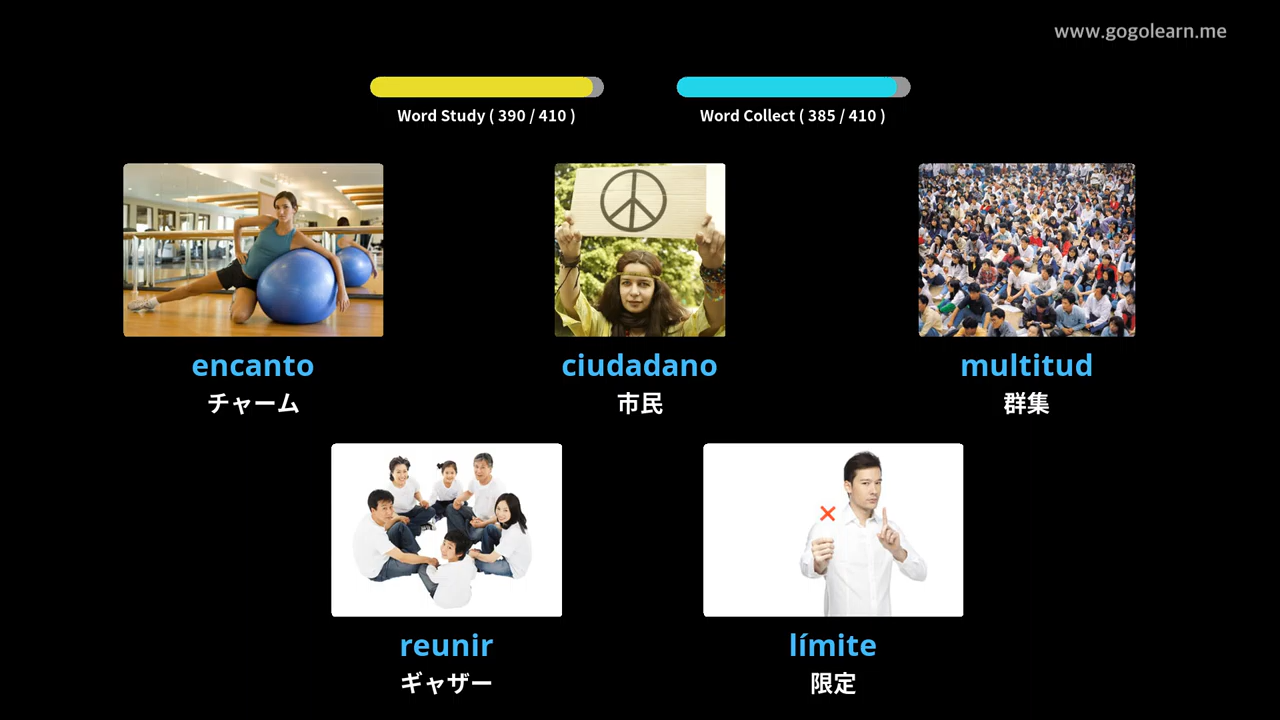 www.gogolearn.me
Word Study ( 390 / 410 )
Word Collect ( 385 / 410 )
encanto
チャーム
ciudadano
市民
multitud
群集
reunir
ギャザー
límite
限定